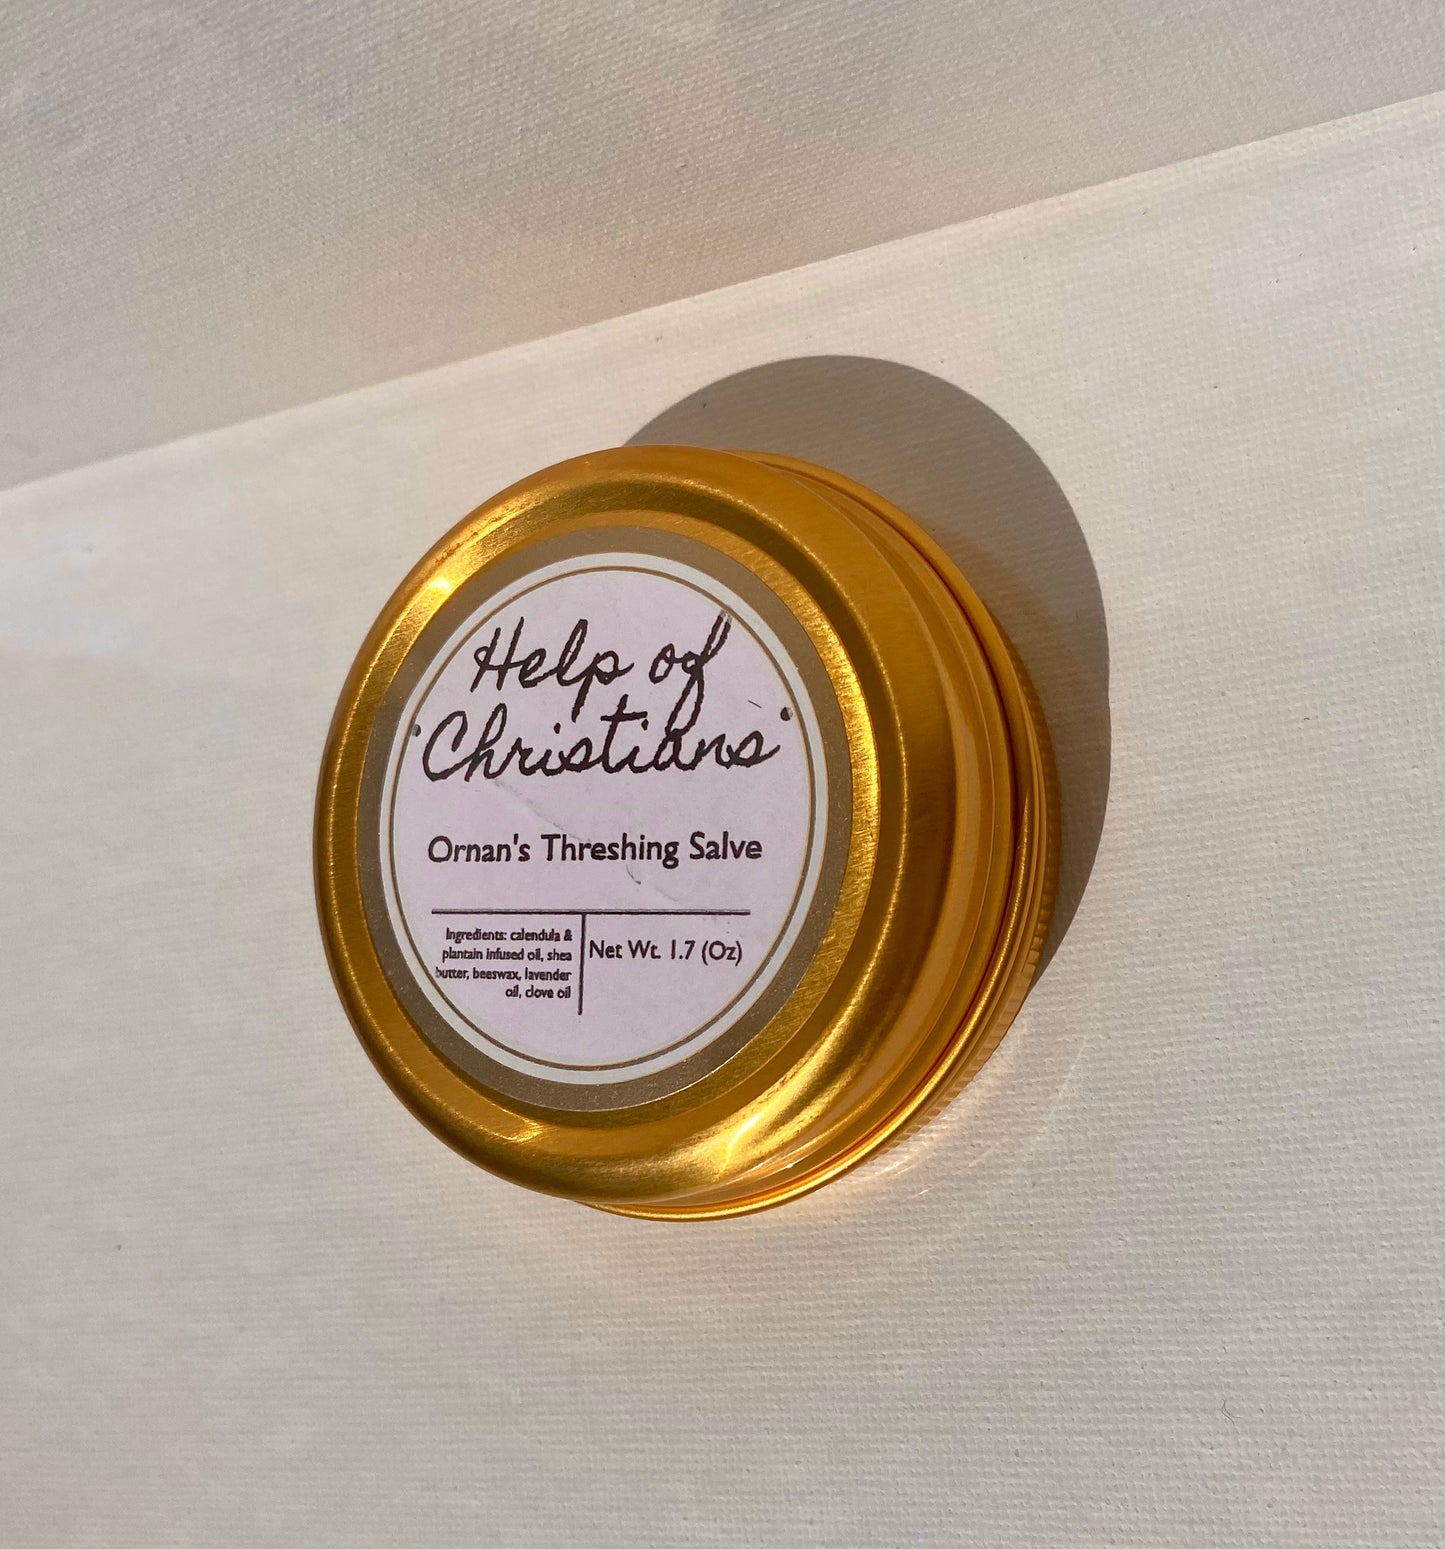 Help of
Christians
Ornan's Threshing Salve
Ingredients: calendula &
plantain infused oil, shea
butter, beeswax, lavender
oil, clove oil
Net Wt. 1.7 (Oz)